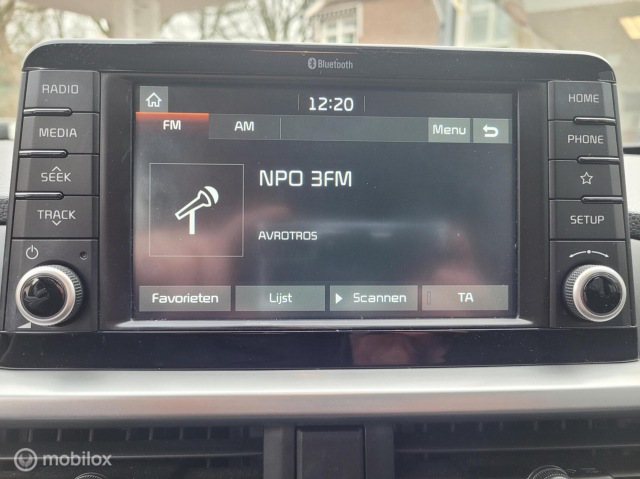 Bluetooth
RADIO
MEDIA
SEEK
TRACK
12:20
FM AM Menu
NPO 3FM
AVROTROS
Favorieten Lijst Scannen TA
HOME
PHONE
SETUP
mobilox